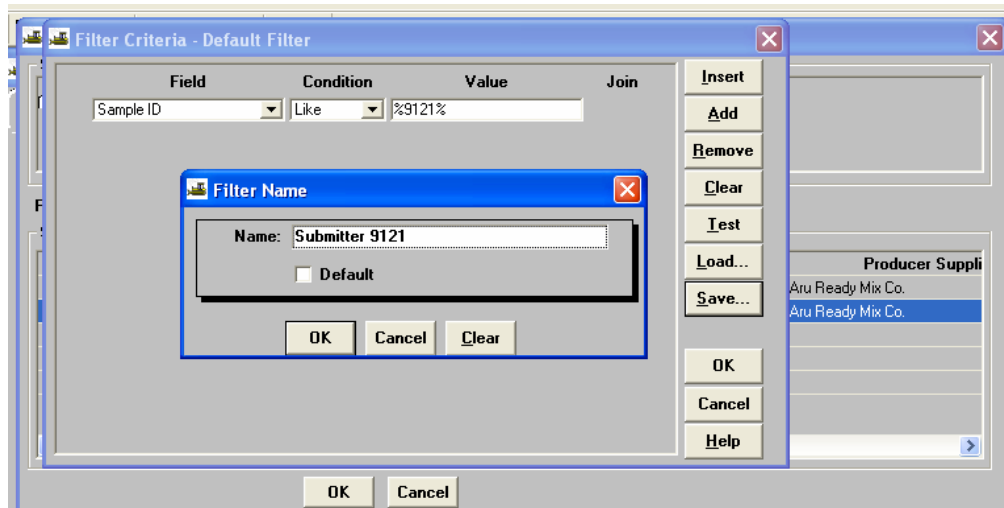 Filter Criteria - Default Filter
Field Condition Value Join
Sample ID Like %9121%
Insert
Add
Remove
Clear
Test
Load...
Save...
OK
Cancel
Help
Filter Name
Name: Submitter 9121
Default
OK Cancel Clear
Producer Suppli
Aru Ready Mix Co.
Aru Ready Mix Co.
OK Cancel